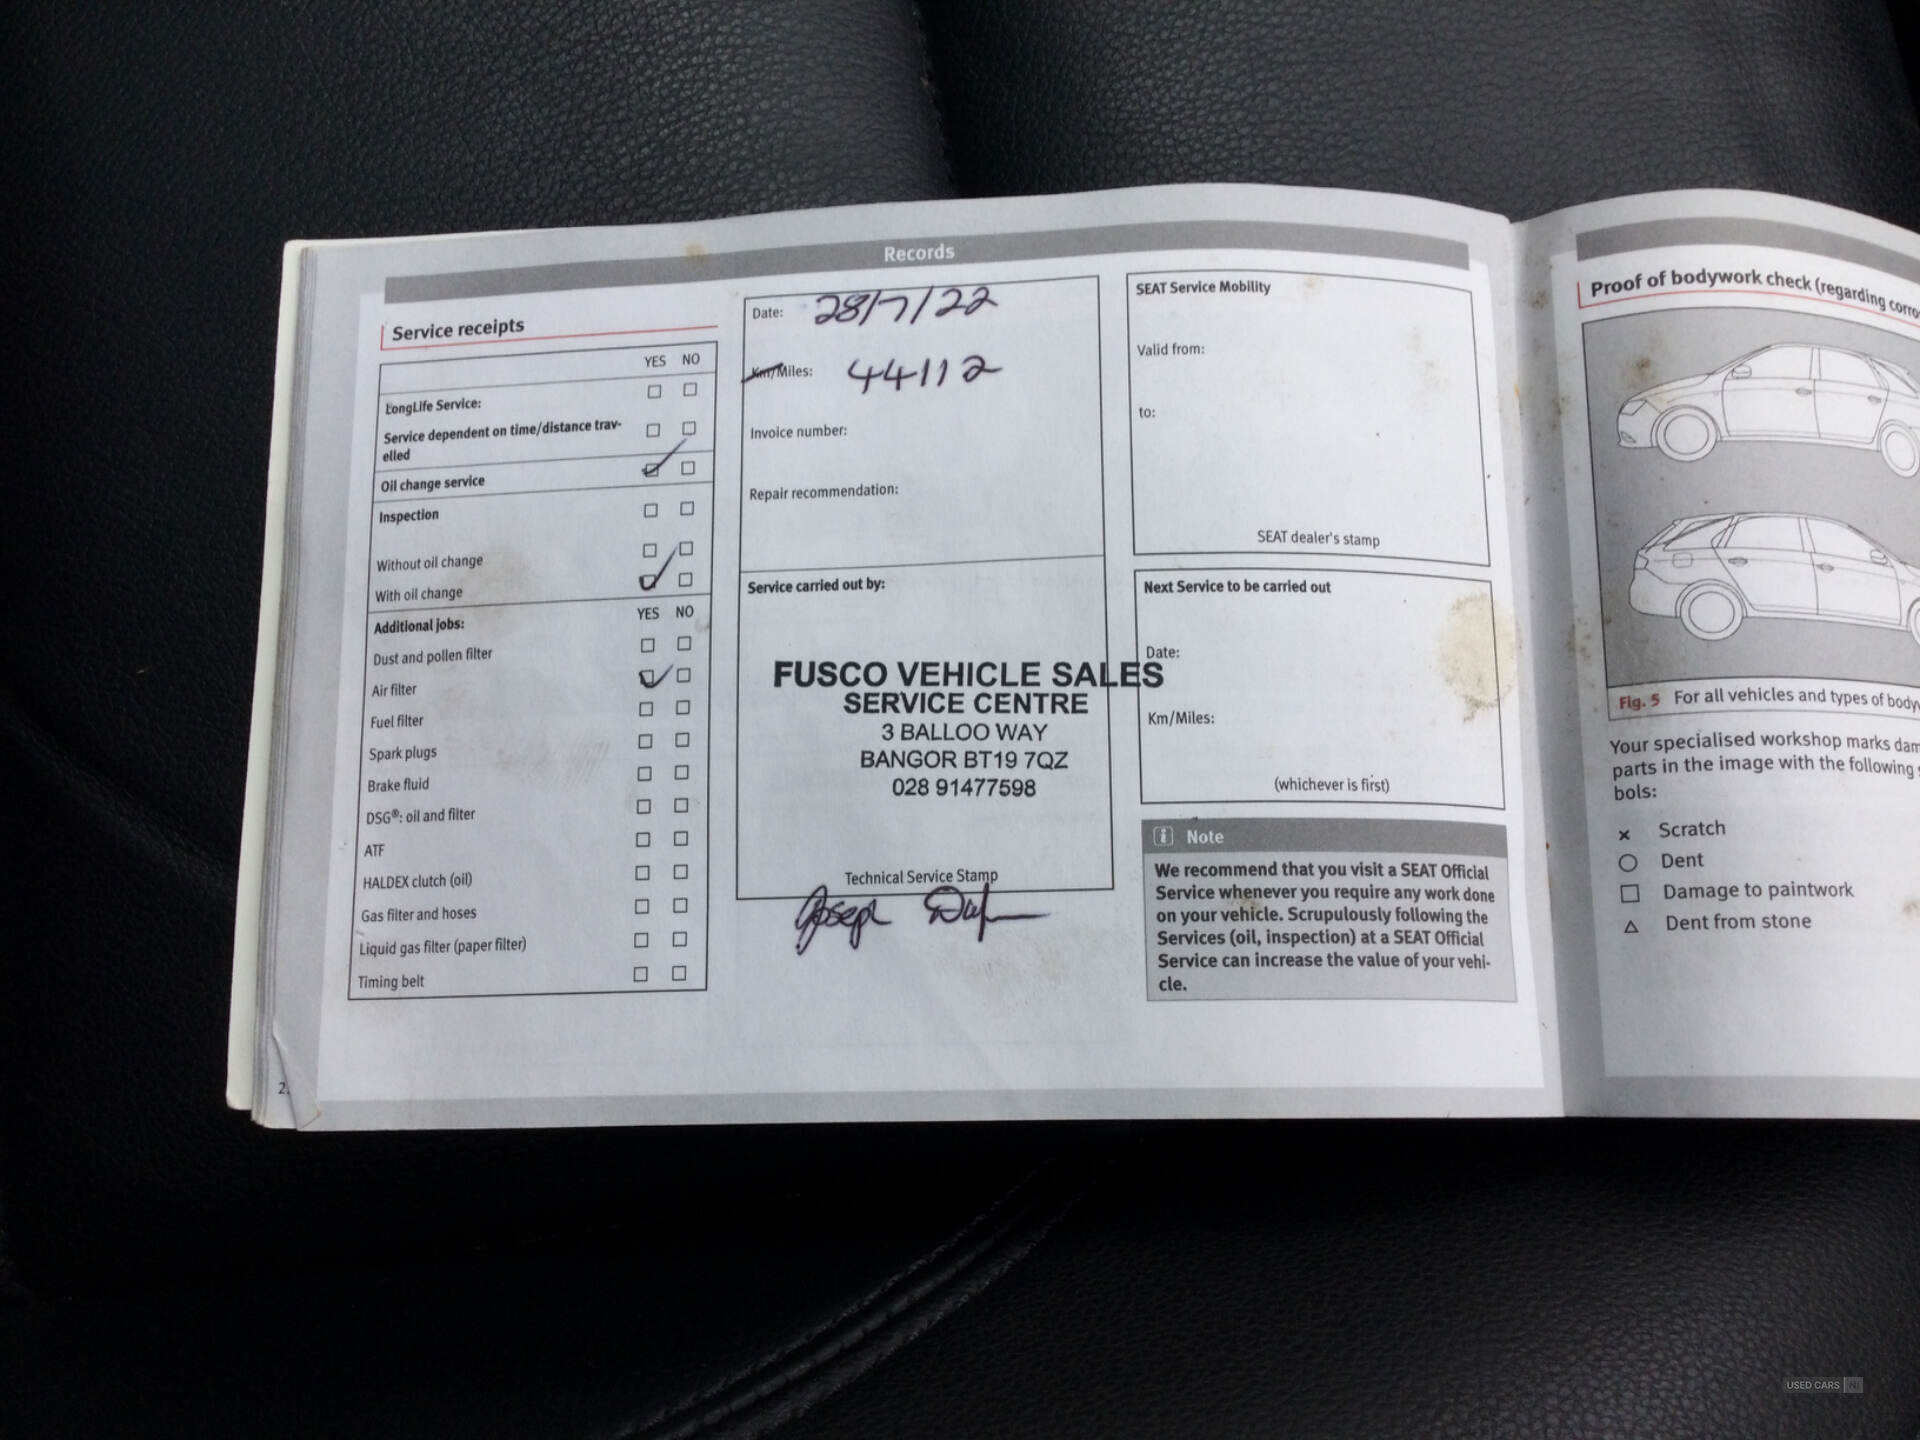 Records
Service receipts
YES NO
LongLife Service:
Service dependent on time/distance trav-
elled
Oil change service
Inspection
Without oil change
With oil change
YES NO
Additional jobs:
Dust and pollen filter
Air filter
Fuel filter
Spark plugs
Brake fluid
DSG®: oil and filter
ATF
HALDEX clutch (oil)
Gas filter and hoses
Liquid gas filter (paper filter)
Timing belt
Date: 28/7/22
Km/Miles: 44112
Invoice number:
Repair recommendation:
Service carried out by:
FUSCO VEHICLE SALES
SERVICE CENTRE
3 BALLOO WAY
BANGOR BT19 7QZ
028 91477598
Technical Service Stamp
Joseph
SEAT Service Mobility
Valid from:
to:
SEAT dealer's stamp
Next Service to be carried out
Date:
Km/Miles:
(whichever is first)
i Note
We recommend that you visit a SEAT Official
Service whenever you require any work done
on your vehicle. Scrupulously following the
Services (oil, inspection) at a SEAT Official
Service can increase the value of your vehi-
cle.
Proof of bodywork check (regarding corro
Fig. 5 For all vehicles and types of body
Your specialised workshop marks dam
parts in the image with the following
bols:
Scratch
Dent
Damage to paintwork
Dent from stone
USED CARS NI